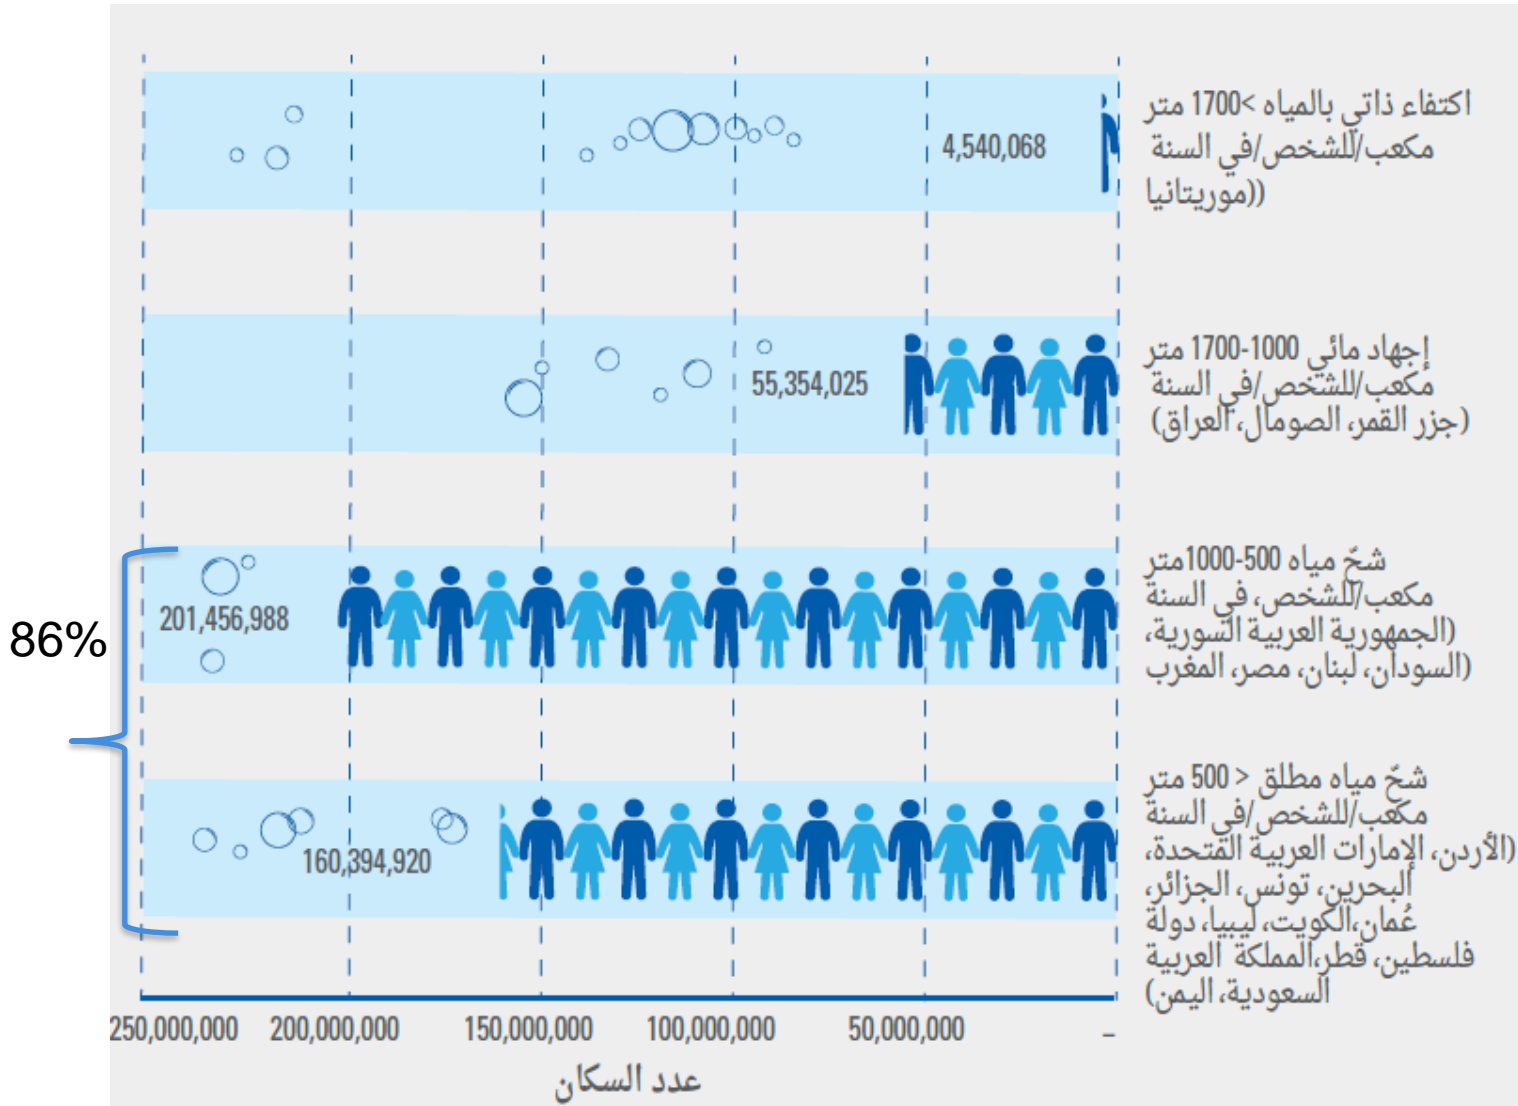 اكتفاء ذاتي بالمياه >1700 متر
مكعب/للشخص/في السنة
((موريتانيا
4,540,068
إجهاد مائي 1000-1700 متر
مكعب/للشخص/في السنة
(جزر القمر، الصومال، العراق)
55,354,025
شحّ مياه 500-1000متر
مكعب/للشخص، في السنة
(الجمهورية العربية السورية،
السودان، لبنان، مصر، المغرب)
201,456,988
86%
شحّ مياه مطلق < 500 متر
مكعب/للشخص/في السنة
(الأردن، الإمارات العربية المتحدة،
البحرين، تونس، الجزائر،
عُمان،الكويت، ليبيا، دولة
فلسطين، قطر،المملكة العربية
السعودية، اليمن)
160,394,920
250,000,000 200,000,000 150,000,000 100,000,000 50,000,000 –
عدد السكان